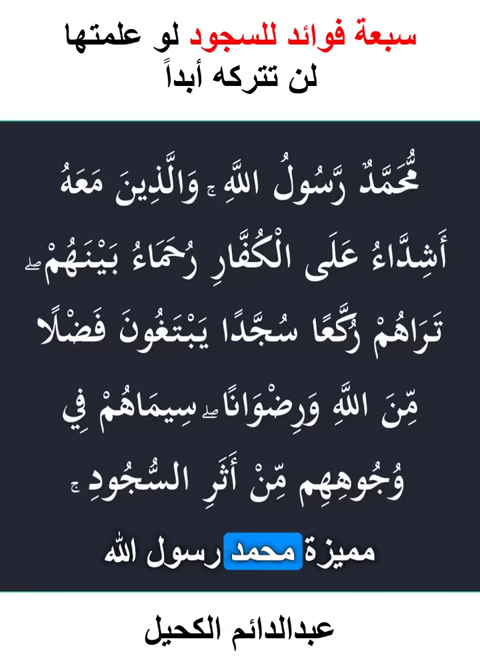 سبعة فوائد للسجود لو علمتها
لن تتركه أبداً
مُّحَمَّدٌ رَّسُولُ اللَّهِ ۚ وَالَّذِينَ مَعَهُ
أَشِدَّاءُ عَلَى الْكُفَّارِ رُحَمَاءُ بَيْنَهُمْ ۖ
تَرَاهُمْ رُكَّعًا سُجَّدًا يَبْتَغُونَ فَضْلًا
مِّنَ اللَّهِ وَرِضْوَانًا ۖ سِيمَاهُمْ فِي
وُجُوهِهِم مِّنْ أَثَرِ السُّجُودِ ۚ
مميزة محمد رسول الله
عبدالدائم الكحيل